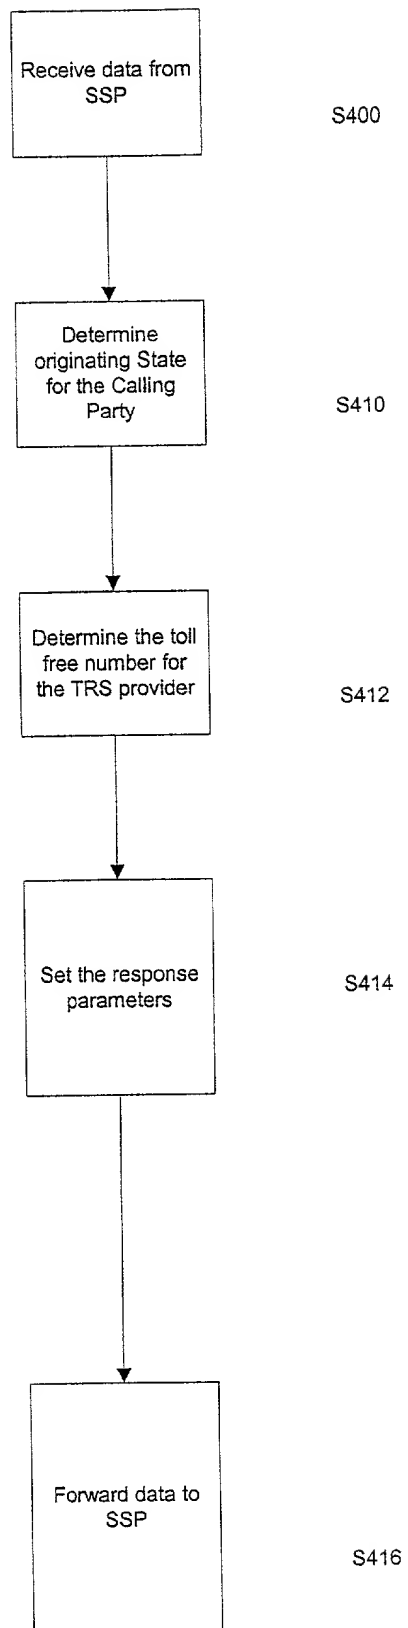 Receive data from
SSP
S400
Determine
originating State
for the Calling
Party
S410
Determine the toll
free number for
the TRS provider
S412
Set the response
parameters
S414
Forward data to
SSP
S416